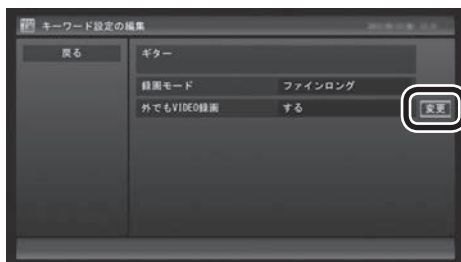 キーワード設定の編集
戻る
ギター
録画モード
ファインロング
外でもVIDEO録画
する
変更